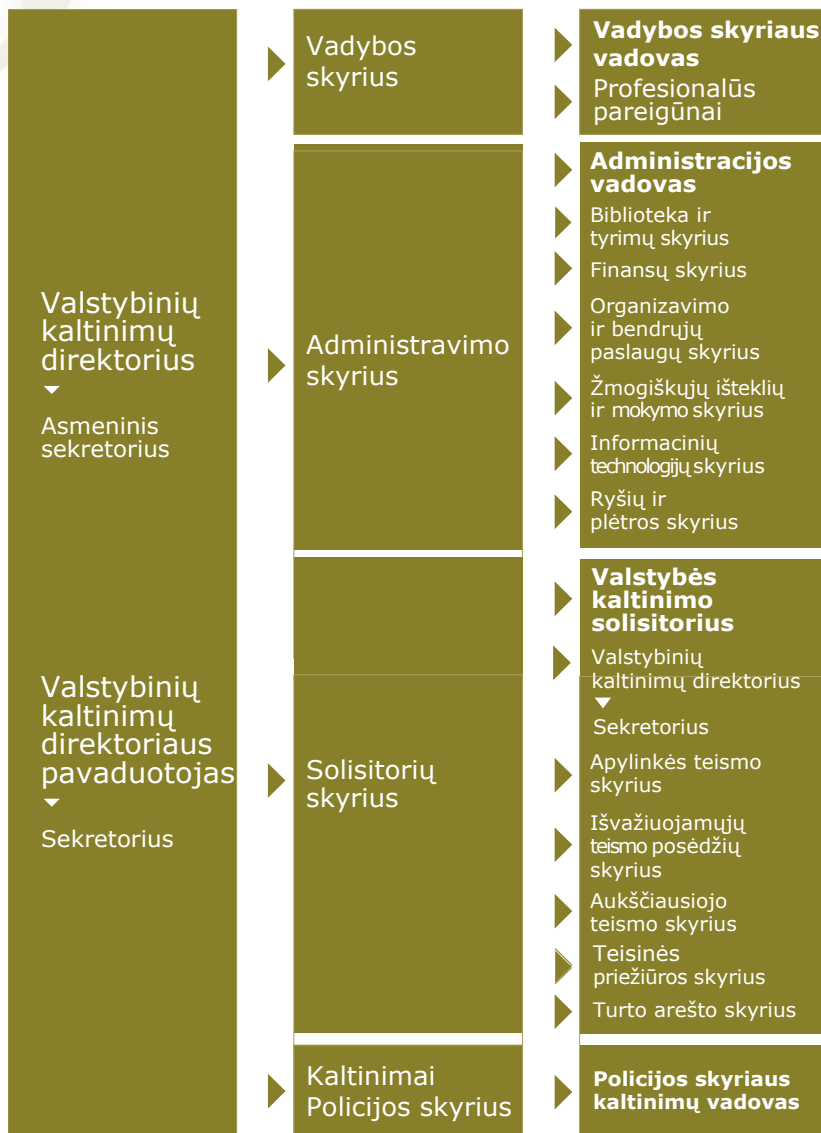 Valstybinių
kaltinimų
direktorius
Asmeninis
sekretorius
Valstybinių
kaltinimų
direktoriaus
pavaduotojas
Sekretorius
Vadybos
skyrius
Vadybos skyriaus
vadovas
Profesionalūs
pareigūnai
Administravimo
skyrius
Administracijos
vadovas
Biblioteka ir
tyrimų skyrius
Finansų skyrius
Organizavimo
ir bendrųjų
paslaugų skyrius
Žmogiškųjų išteklių
ir mokymo skyrius
Informacinių
technologijų skyrius
Ryšių ir
plėtros skyrius
Solisitorių
skyrius
Valstybės
kaltinimo
solisitorius
Valstybinių
kaltinimų direktorius
Sekretorius
Apylinkės teismo
skyrius
Išvažiuojamųjų
teismo posėdžių
skyrius
Aukščiausiojo
teismo skyrius
Teisinės
priežiūros skyrius
Turto arešto skyrius
Kaltinimai
Policijos skyrius
Policijos skyriaus
kaltinimų vadovas